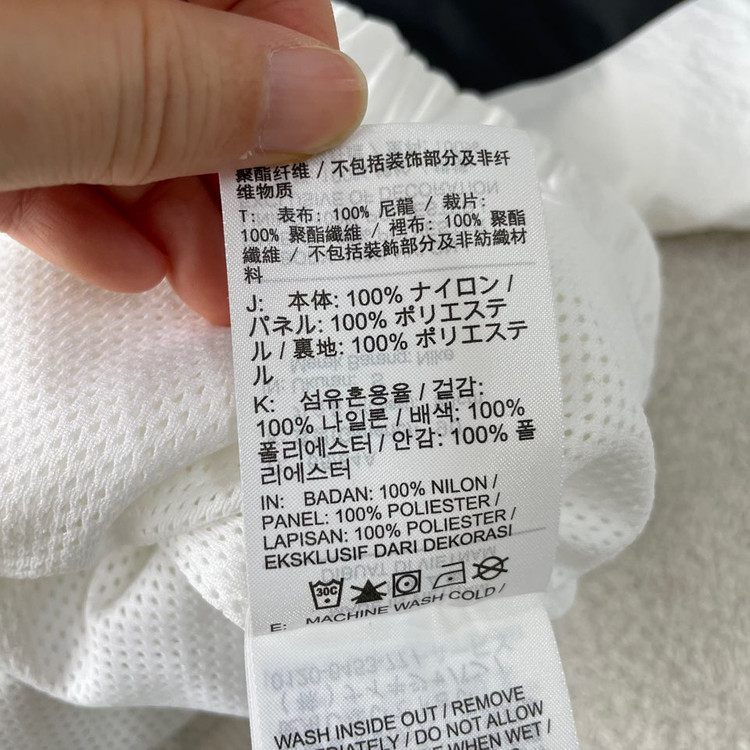 聚酯纤维 / 不包括装饰部分及非纤
维物质
T: 表布: 100% 尼龍 / 裁片:
100% 聚酯纖維 / 裡布: 100% 聚酯
纖維 / 不包括裝飾部分及非紡織材
料
J: 本体: 100% ナイロン /
パネル: 100% ポリエステ
ル / 裏地: 100% ポリエステ
ル
K: 섬유혼용율 / 겉감:
100% 나일론 / 배색: 100%
폴리에스터 / 안감: 100% 폴
리에스터
IN: BADAN: 100% NILON /
PANEL: 100% POLIESTER /
LAPISAN: 100% POLIESTER /
EKSKLUSIF DARI DEKORASI
30C
E: MACHINE WASH COLD /
WASH INSIDE OUT / REMOVE
/ DO NOT ALLOW
WHEN WET /